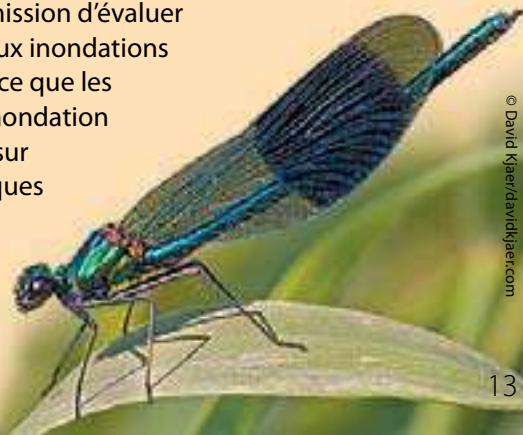 mission d'évaluer
ux inondations
ce que les
nondation
sur
ques
© David Kjaer/davidkjaer.com
13